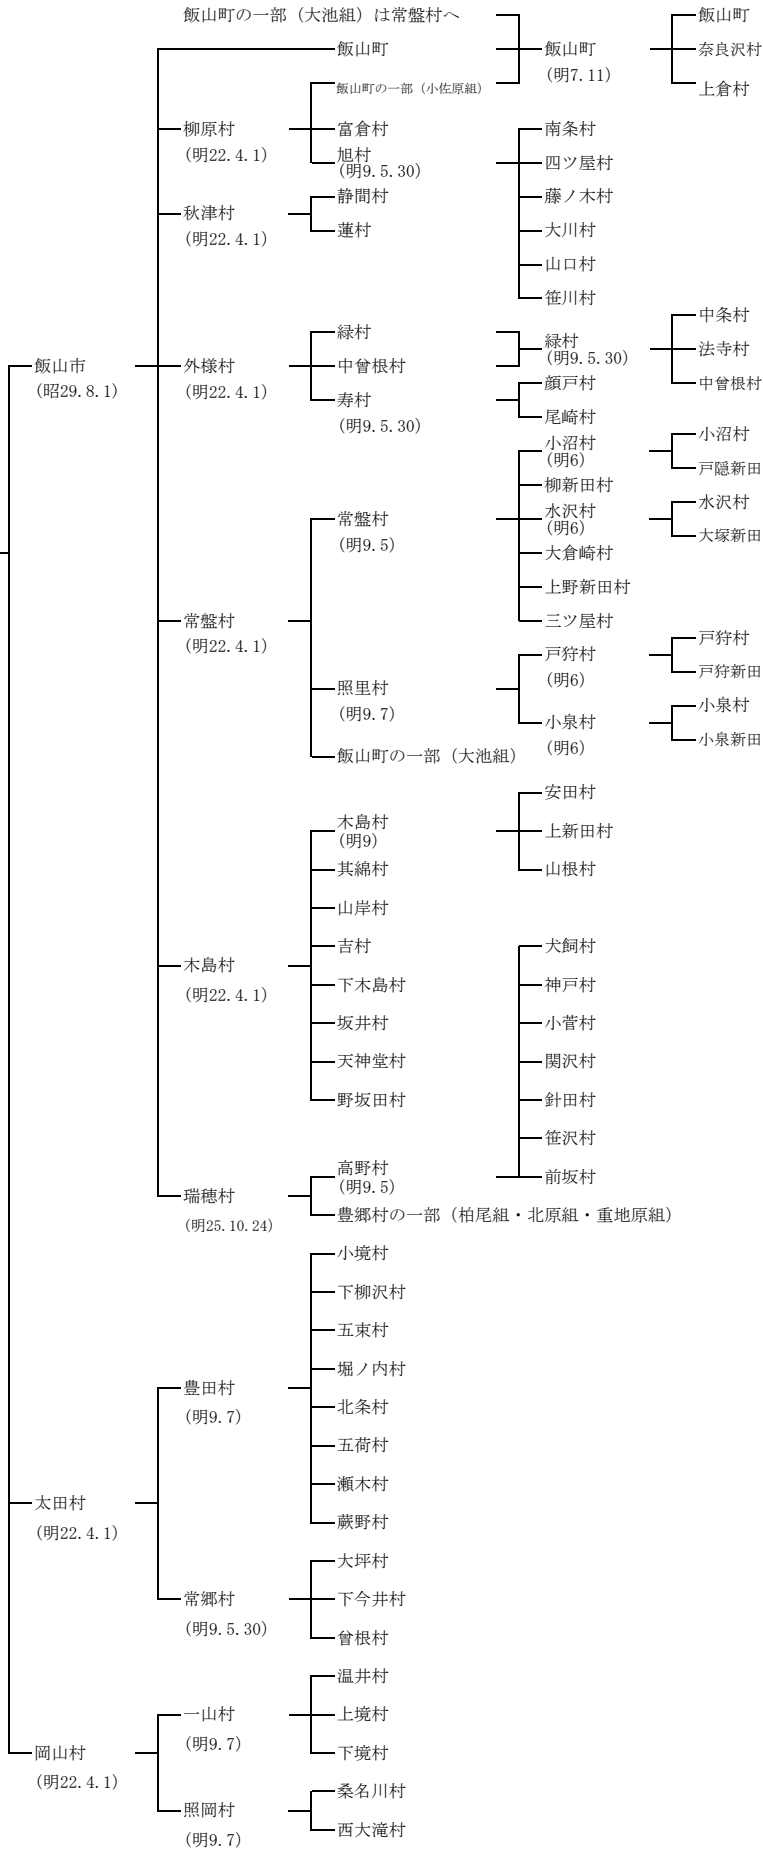 飯山町の一部（大池組）は常盤村へ
飯山町
飯山町
飯山町
(明7.11)
奈良沢村
飯山町の一部（小佐原組）
上倉村
柳原村
(明22.4.1)
富倉村
旭村
(明9.5.30)
南条村
四ツ屋村
藤ノ木村
大川村
山口村
笹川村
秋津村
(明22.4.1)
静間村
蓮村
飯山市
(昭29.8.1)
外様村
(明22.4.1)
緑村
中曾根村
寿村
(明9.5.30)
緑村
(明9.5.30)
中条村
法寺村
中曾根村
顔戸村
尾崎村
常盤村
(明22.4.1)
常盤村
(明9.5)
小沼村
(明6)
小沼村
戸隠新田
柳新田村
水沢村
(明6)
水沢村
大塚新田
大倉崎村
上野新田村
三ツ屋村
照里村
(明9.7)
戸狩村
(明6)
戸狩村
戸狩新田
小泉村
(明6)
小泉村
小泉新田
飯山町の一部（大池組）
木島村
(明22.4.1)
木島村
(明9)
安田村
上新田村
山根村
其綿村
山岸村
吉村
下木島村
坂井村
天神堂村
野坂田村
瑞穂村
(明25.10.24)
高野村
(明9.5)
犬飼村
神戸村
小菅村
関沢村
針田村
笹沢村
前坂村
豊郷村の一部（柏尾組・北原組・重地原組）
太田村
(明22.4.1)
豊田村
(明9.7)
小境村
下柳沢村
五束村
堀ノ内村
北条村
五荷村
瀬木村
蕨野村
常郷村
(明9.5.30)
大坪村
下今井村
曾根村
岡山村
(明22.4.1)
一山村
(明9.7)
温井村
上境村
下境村
照岡村
(明9.7)
桑名川村
西大滝村